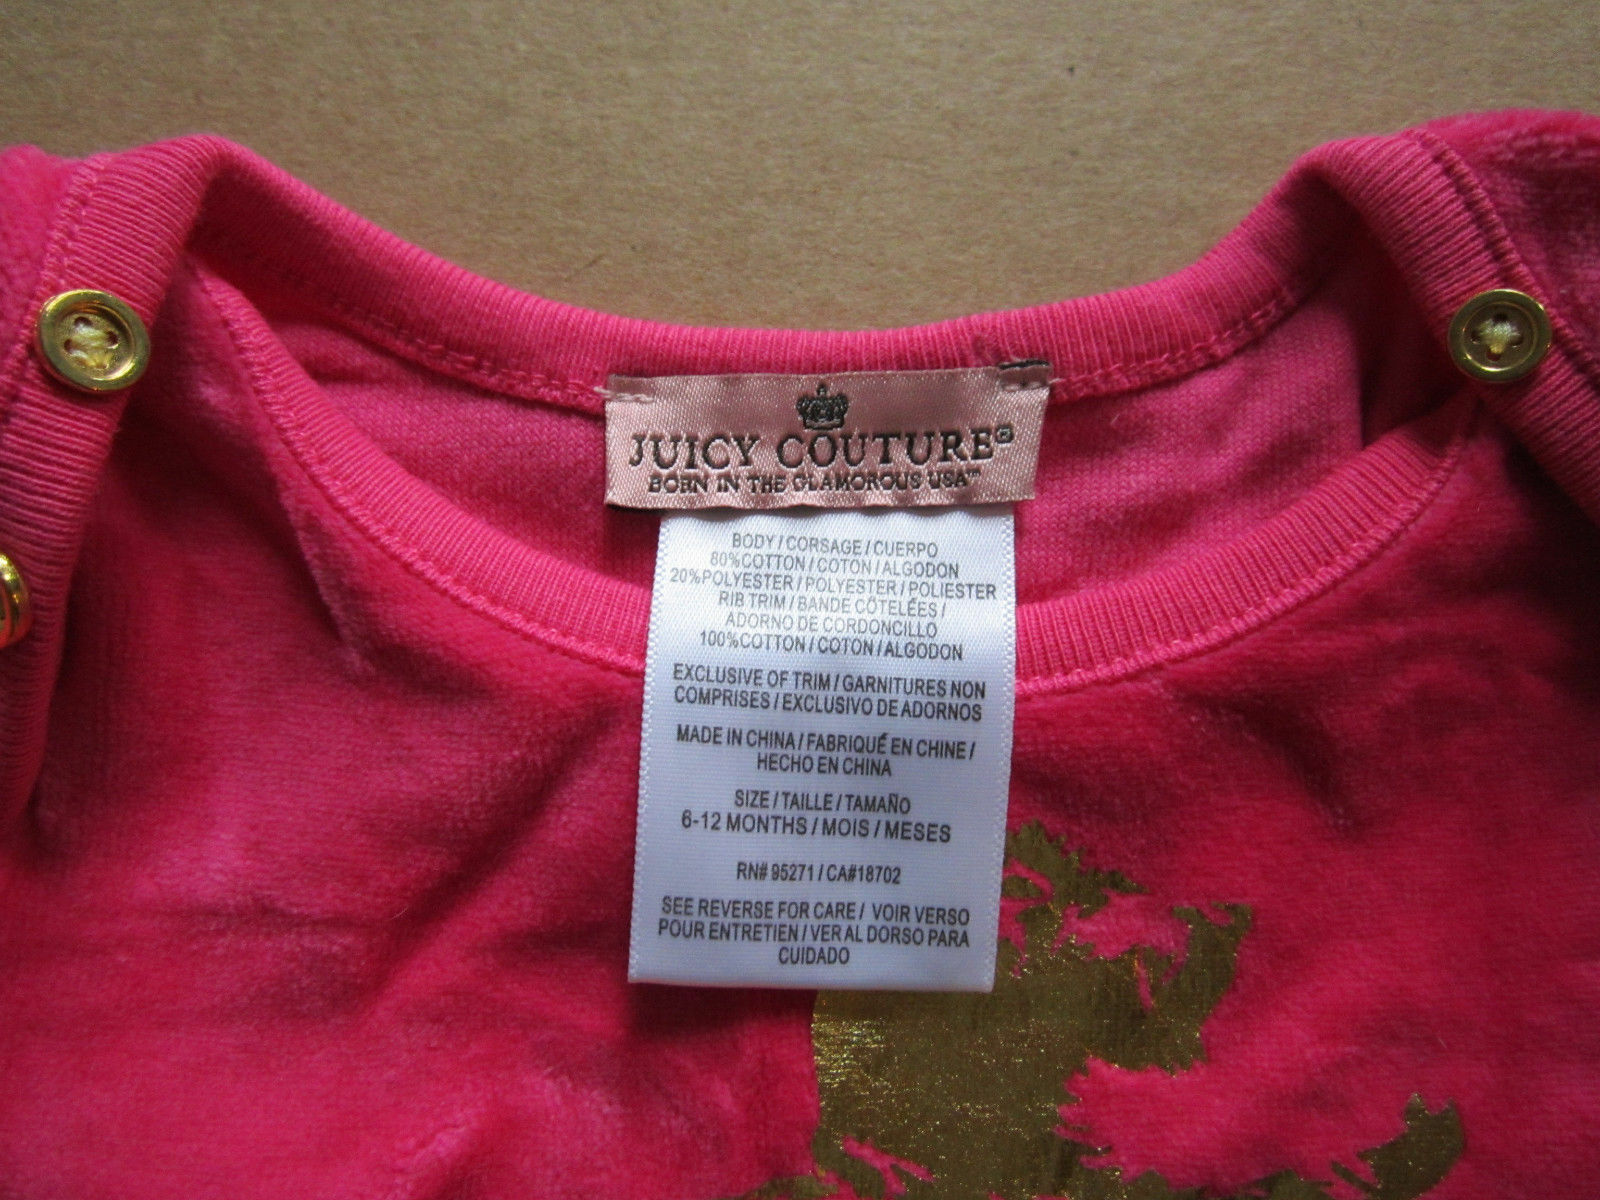 JUICY COUTURE®
BORN IN THE GLAMOROUS USA™
BODY / CORSAGE / CUERPO
80%COTTON / COTON / ALGODON
20%POLYESTER / POLYESTER / POLIESTER
RIB TRIM / BANDE CÔTELÉES /
ADORNO DE CORDONCILLO
100%COTTON / COTON / ALGODON
EXCLUSIVE OF TRIM / GARNITURES NON
COMPRISES / EXCLUSIVO DE ADORNOS
MADE IN CHINA / FABRIQUÉ EN CHINE /
HECHO EN CHINA
SIZE / TAILLE / TAMAÑO
6-12 MONTHS / MOIS / MESES
RN# 95271 / CA#18702
SEE REVERSE FOR CARE / VOIR VERSO
POUR ENTRETIEN / VER AL DORSO PARA
CUIDADO